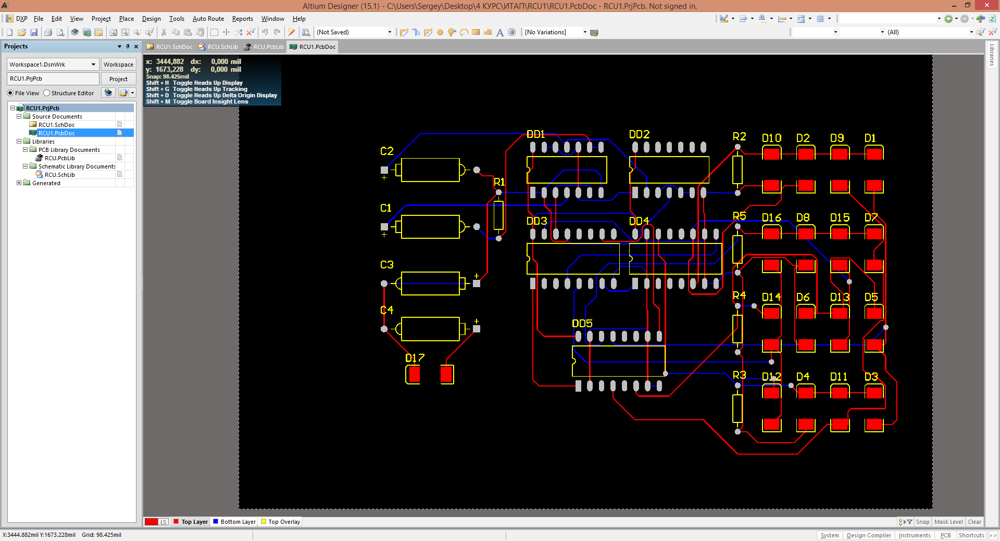 Altium Designer (15.1) - C:\Users\Sergey\Desktop\4 КУРС\ИТАП\RCU1\RCU1.PcbDoc - RCU1.PrjPcb. Not signed in.
DXP File Edit View Project Place Design Tools Auto Route Reports Window Help
(Not Saved) [No Variations] (All)
Projects
RCU1.SchDoc RCU.SchLib RCU.PcbLib RCU1.PcbDoc
Libraries
Workspace1.DsnWrk Workspace
RCU1.PrjPcb Project
File View Structure Editor
RCU1.PrjPcb
Source Documents
RCU1.SchDoc
RCU1.PcbDoc
Libraries
PCB Library Documents
RCU.PcbLib
Schematic Library Documents
RCU.SchLib
Generated
x: 3444,882 dx: 0,000 mil
y: 1673,228 dy: 0,000 mil
Snap: 98.425mil
Shift + H Toggle Heads Up Display
Shift + G Toggle Heads Up Tracking
Shift + D Toggle Heads Up Delta Origin Display
Shift + M Toggle Board Insight Lens
DD1 DD2 R2 D10 D2 D9 D1
C2
+
R1
C1
+
DD3 DD4 R5 D16 D8 D15 D7
C3
+
R4 D14 D6 D13 D5
C4
+
DD5
D17
R3 D12 D4 D11 D3
LS Top Layer Bottom Layer Top Overlay
Snap Mask Level Clear
X:3444.882mil Y:1673.228mil Grid: 98.425mil
System Design Compiler Instruments PCB Shortcuts >>